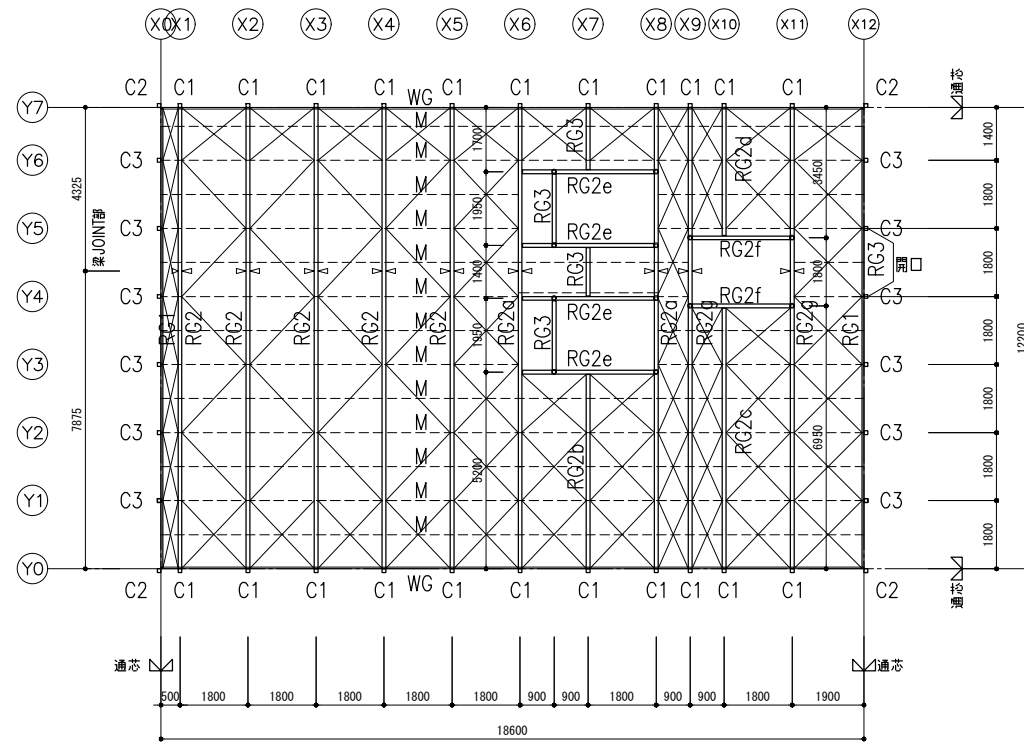 X0 X1 X2 X3 X4 X5 X6 X7 X8 X9 X10 X11 X12
C2 C1 C1 C1 C1 C1 C1 C1 C1 C1 C1 C1 C2
通芯
Y7
WG
M
M
1700
RG3
RG2d
3450
1400
Y6
C3
C3
4325
M
RG2e
1950
RG3
1800
M
RG2e
Y5
C3
C3
梁JOINT部
M
1400
RG3
RG2f
1800
RG3
開口
1800
Y4
C3
C3
RG1 RG2 RG2 RG2 RG2 RG2 RG2a RG2a RG2g RG2g RG1
M
RG2e
RG2f
1950
RG3
1800
12200
M
RG2e
Y3
C3
C3
M
7875
1800
M
Y2
C3
C3
RG2b
RG2c
6950
M
5200
1800
M
Y1
C3
C3
M
1800
Y0
WG
C2 C1 C1 C1 C1 C1 C1 C1 C1 C1 C1 C1 C2
通芯
通芯
通芯
500 1800 1800 1800 1800 1800 900 900 1800 900 900 1800 1900
18600